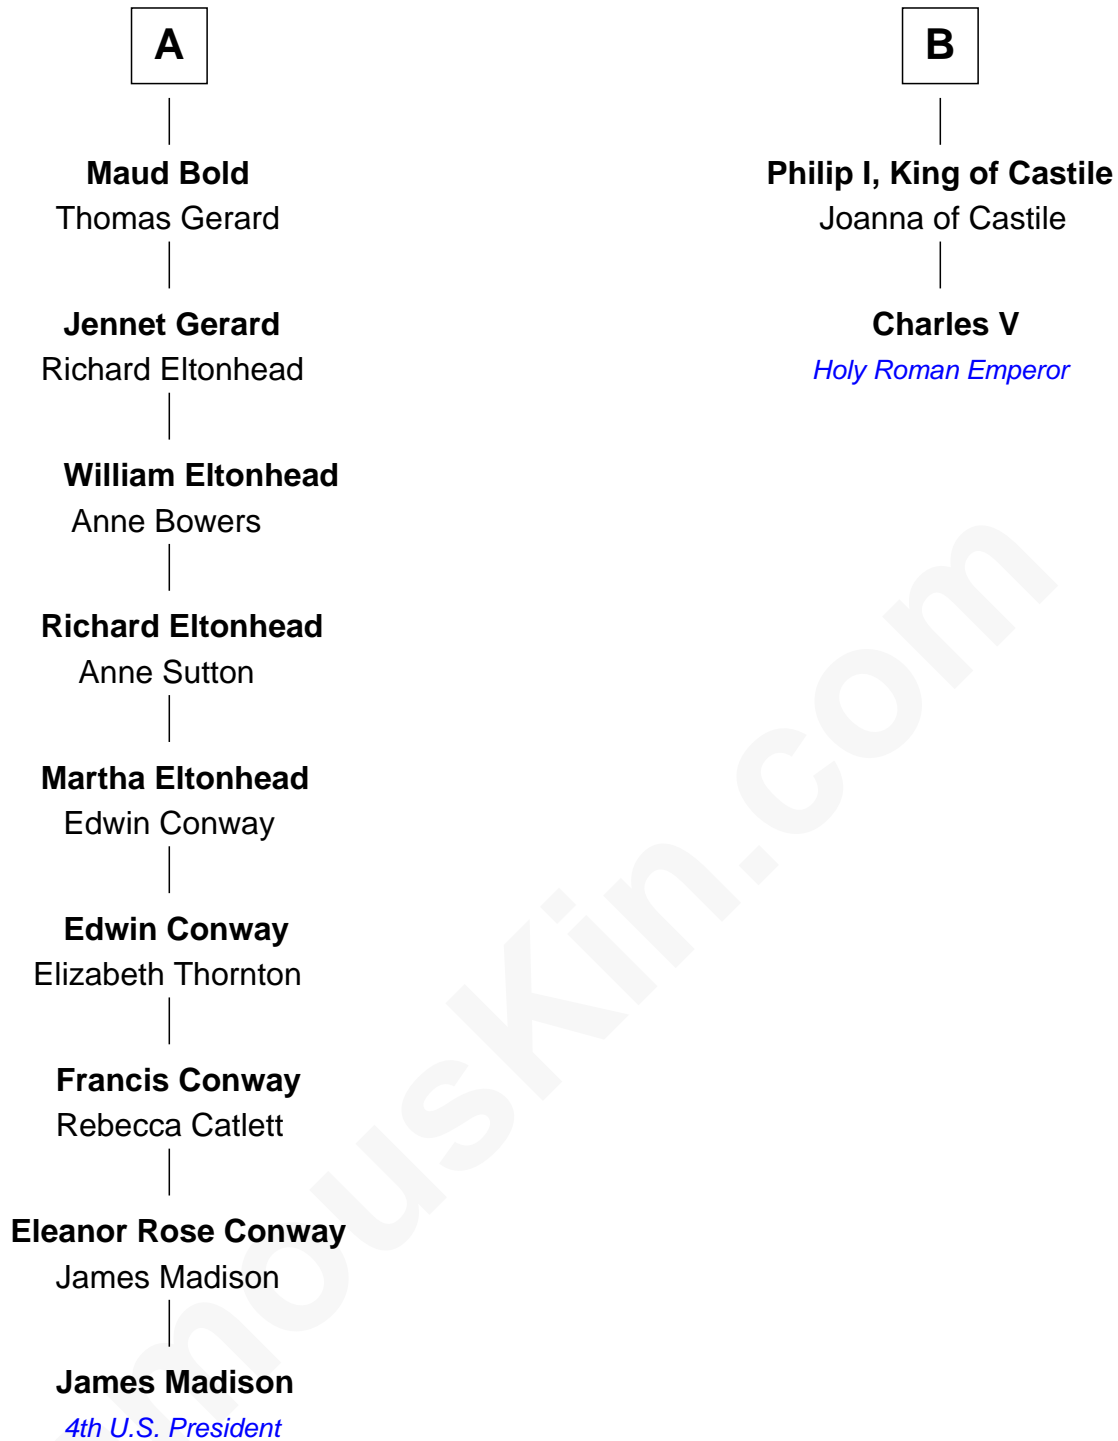 A
Maud Bold
Thomas Gerard
Jennet Gerard
Richard Eltonhead
William Eltonhead
Anne Bowers
Richard Eltonhead
Anne Sutton
Martha Eltonhead
Edwin Conway
Edwin Conway
Elizabeth Thornton
Francis Conway
Rebecca Catlett
Eleanor Rose Conway
James Madison
James Madison
4th U.S. President
B
Philip I, King of Castile
Joanna of Castile
Charles V
Holy Roman Emperor
mouskin.com